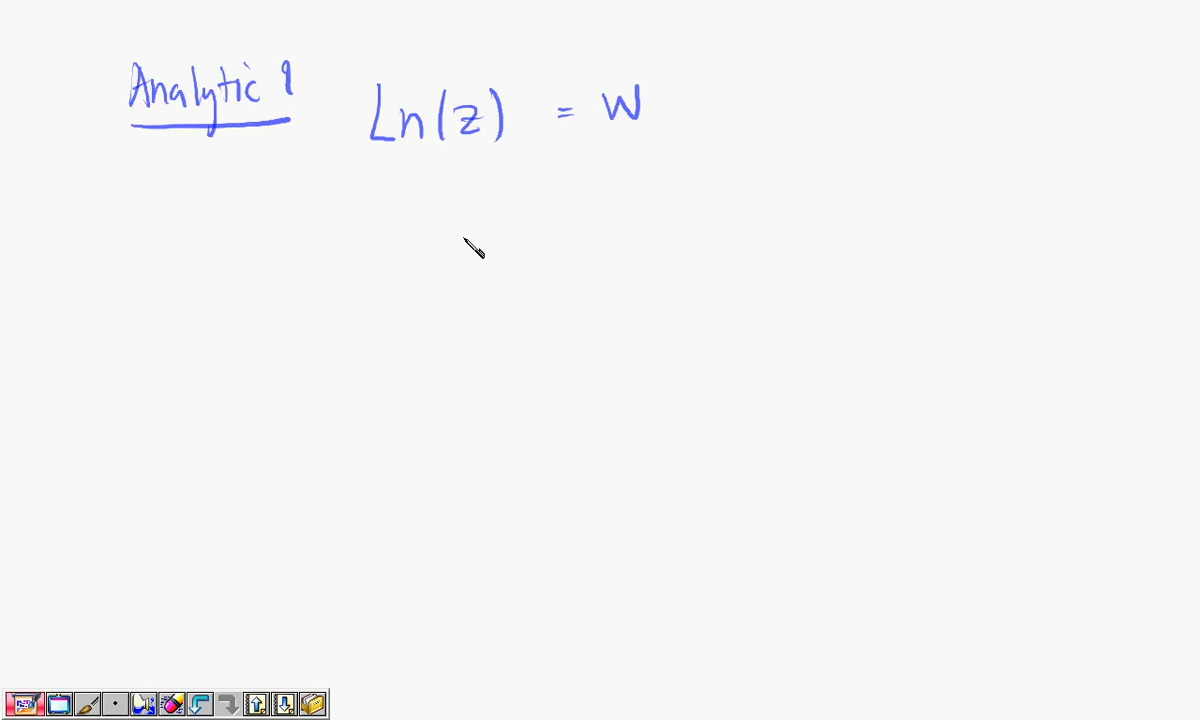 Analytic ? Ln(z) = w